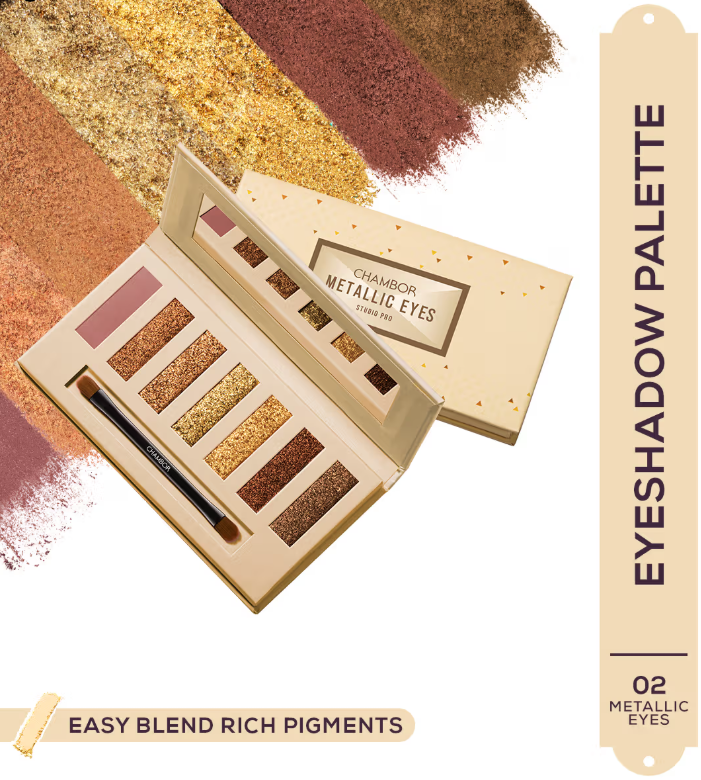 CHAMBOR
METALLIC EYES
STUDIO PRO
CHAMBOR
EYESHADOW PALETTE
02
METALLIC
EYES
EASY BLEND RICH PIGMENTS